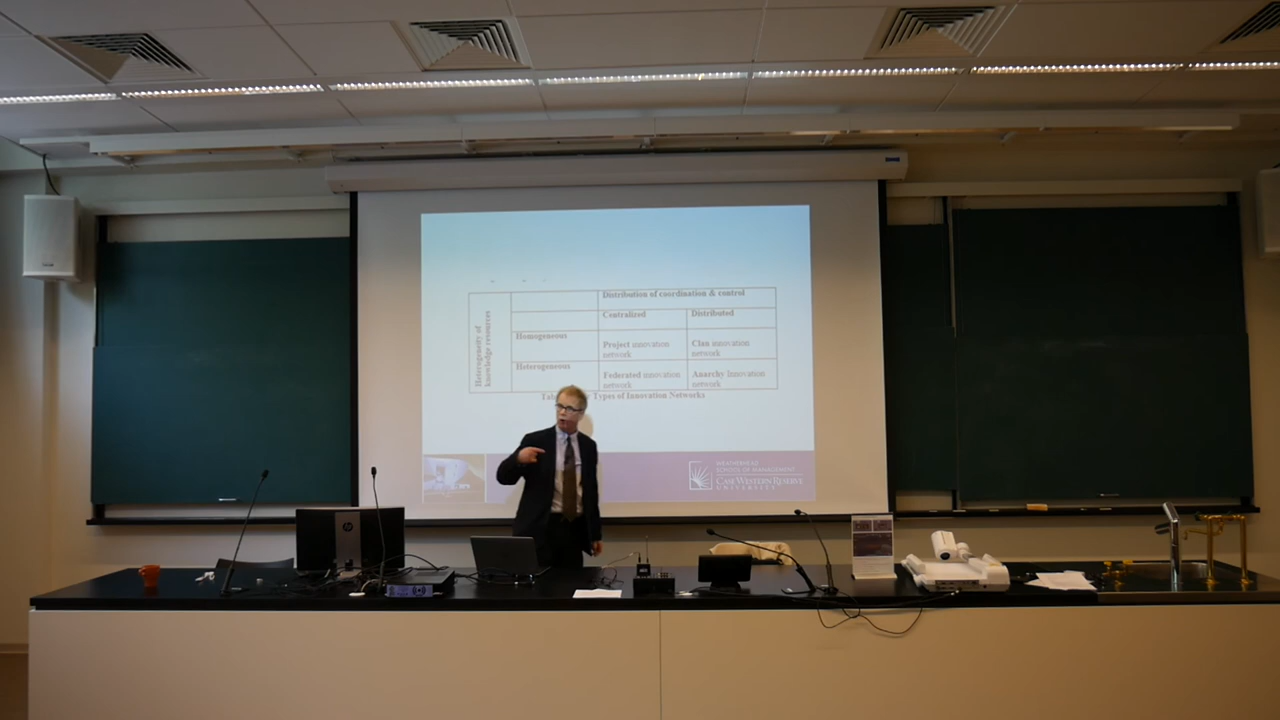 Distribution of coordination & control
Centralized
Distributed
Heterogeneity of
knowledge resources
Homogeneous
Project innovation
network
Clan innovation
network
Heterogeneous
Federated innovation
network
Anarchy Innovation
network
Types of Innovation Networks
WEATHERHEAD
SCHOOL OF MANAGEMENT
CASE WESTERN RESERVE
UNIVERSITY
hp